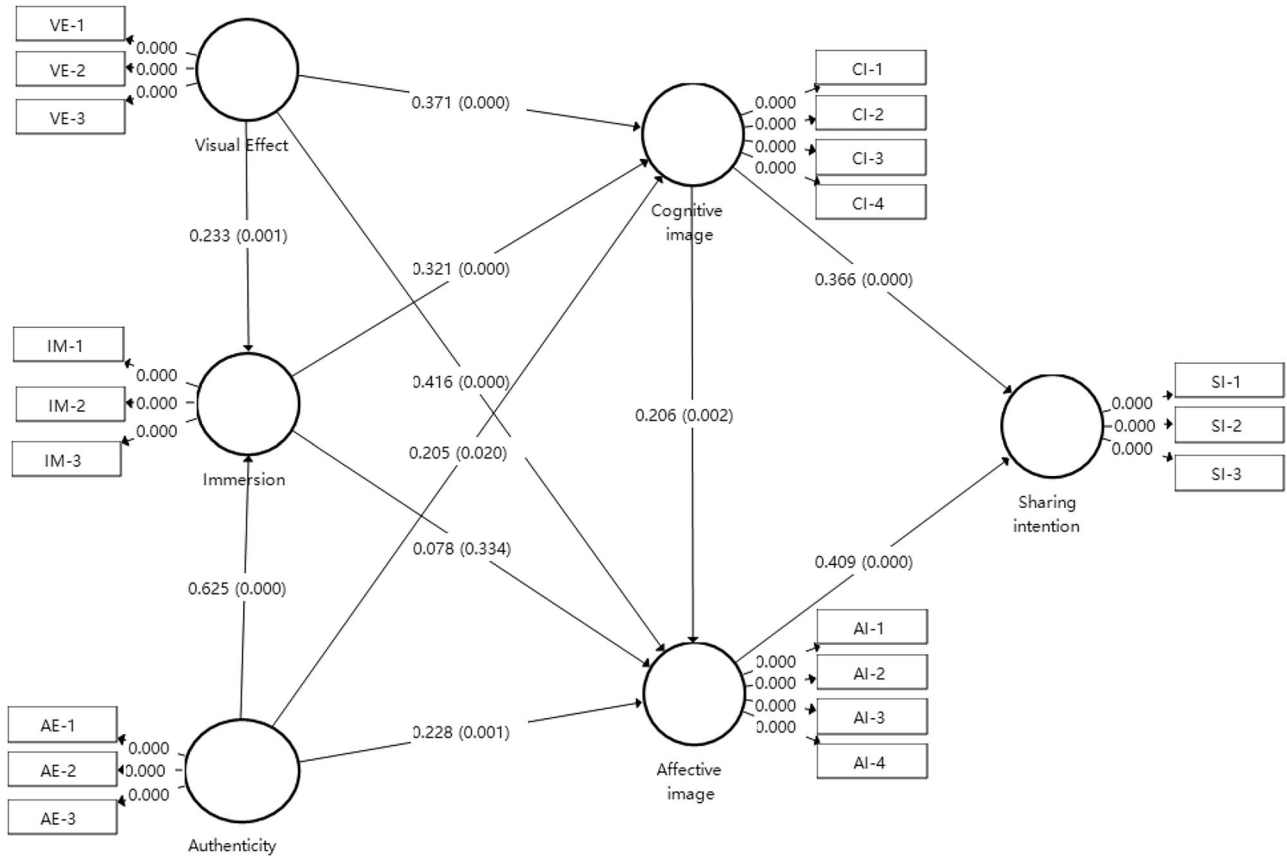 VE-1
0.000
VE-2
0.000
VE-3
0.000
Visual Effect
0.371 (0.000)
CI-1
0.000
CI-2
0.000
CI-3
0.000
CI-4
0.000
Cognitive
image
0.233 (0.001)
0.321 (0.000)
0.366 (0.000)
IM-1
0.000
IM-2
0.000
IM-3
0.000
Immersion
0.416 (0.000)
0.205 (0.020)
0.206 (0.002)
SI-1
0.000
SI-2
0.000
SI-3
0.000
Sharing
intention
0.078 (0.334)
0.625 (0.000)
0.409 (0.000)
AI-1
0.000
AI-2
0.000
AI-3
0.000
AI-4
0.000
Affective
image
0.228 (0.001)
AE-1
0.000
AE-2
0.000
AE-3
0.000
Authenticity